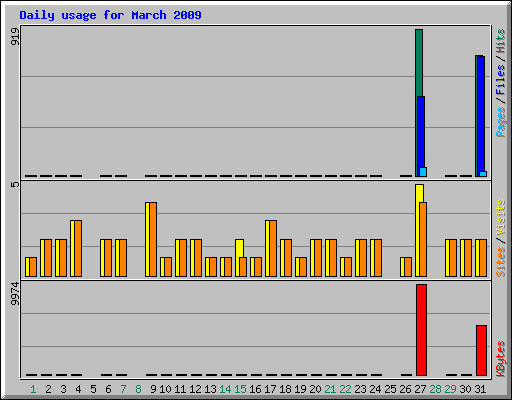 Daily usage for March 2009
919
Pages / Files / Hits
5
Sites / Visits
9974
KBytes
1 2 3 4 5 6 7 8 9 10 11 12 13 14 15 16 17 18 19 20 21 22 23 24 25 26 27 28 29 30 31